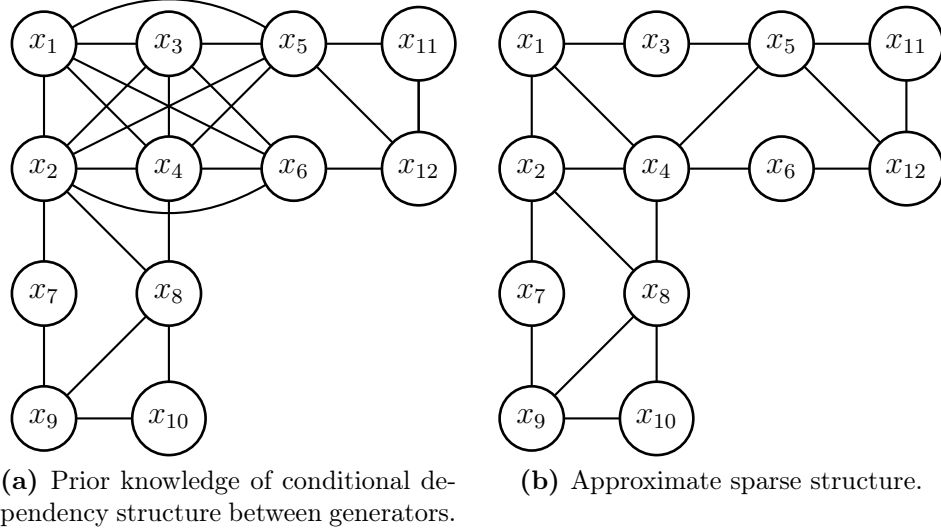 x₁ x₃ x₅ x₁₁ x₁ x₃ x₅ x₁₁
x₂ x₄ x₆ x₁₂ x₂ x₄ x₆ x₁₂
x₇ x₈ x₇ x₈
x₉ x₁₀ x₉ x₁₀
(a) Prior knowledge of conditional de-
pendency structure between generators.
(b) Approximate sparse structure.